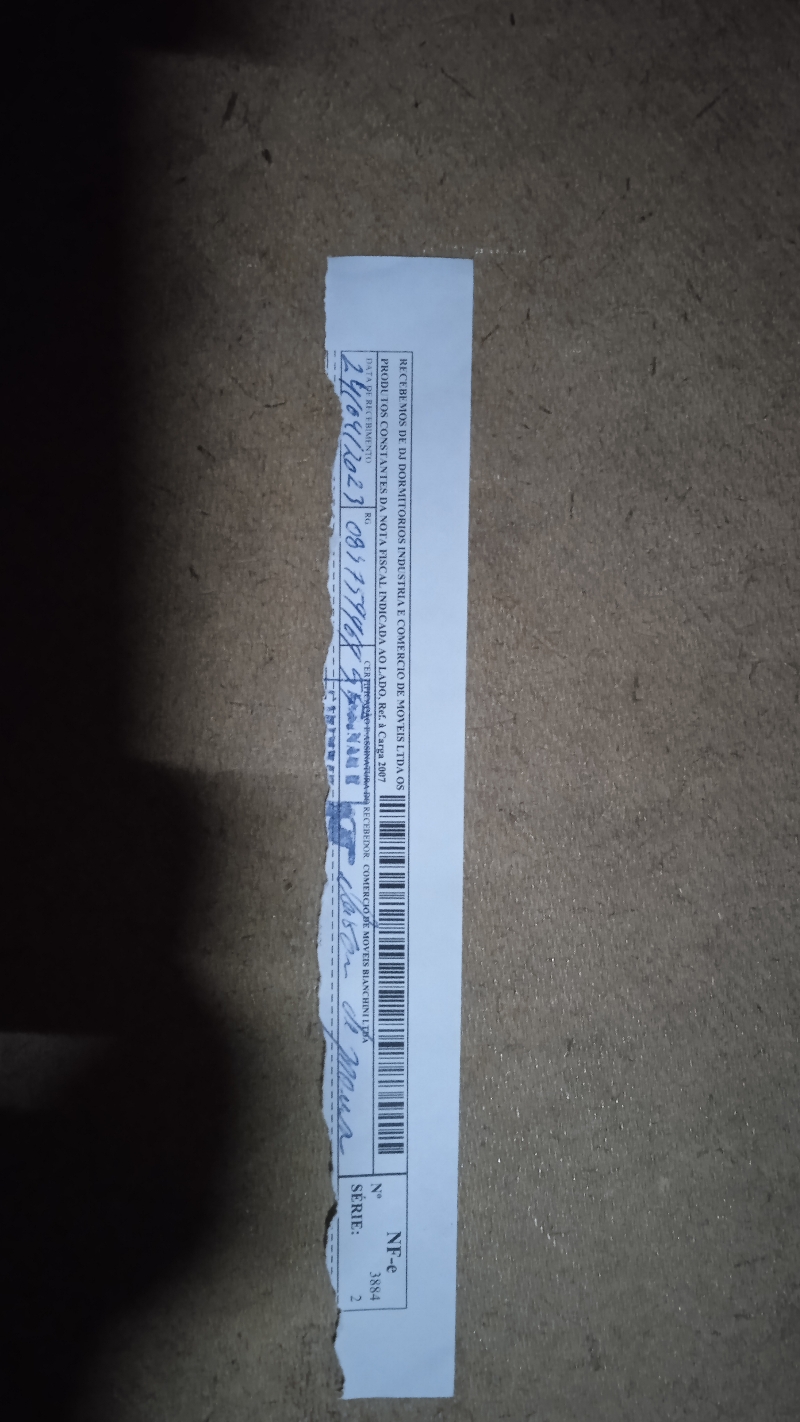 RECEBEMOS DE DJ DORMITORIOS INDUSTRIA E COMERCIO DE MOVEIS LTDA OS
PRODUTOS CONSTANTES DA NOTA FISCAL INDICADA AO LADO, Ref. à Carga 2007
DATA DE RECEBIMENTO
24/04/2023
RG
CERTIFICAÇÃO E ASSINATURA DO RECEBEDOR COMERCIO DE MOVEIS BIANCHINI LTDA
de moura
NF-e
Nº 3884
SÉRIE: 2